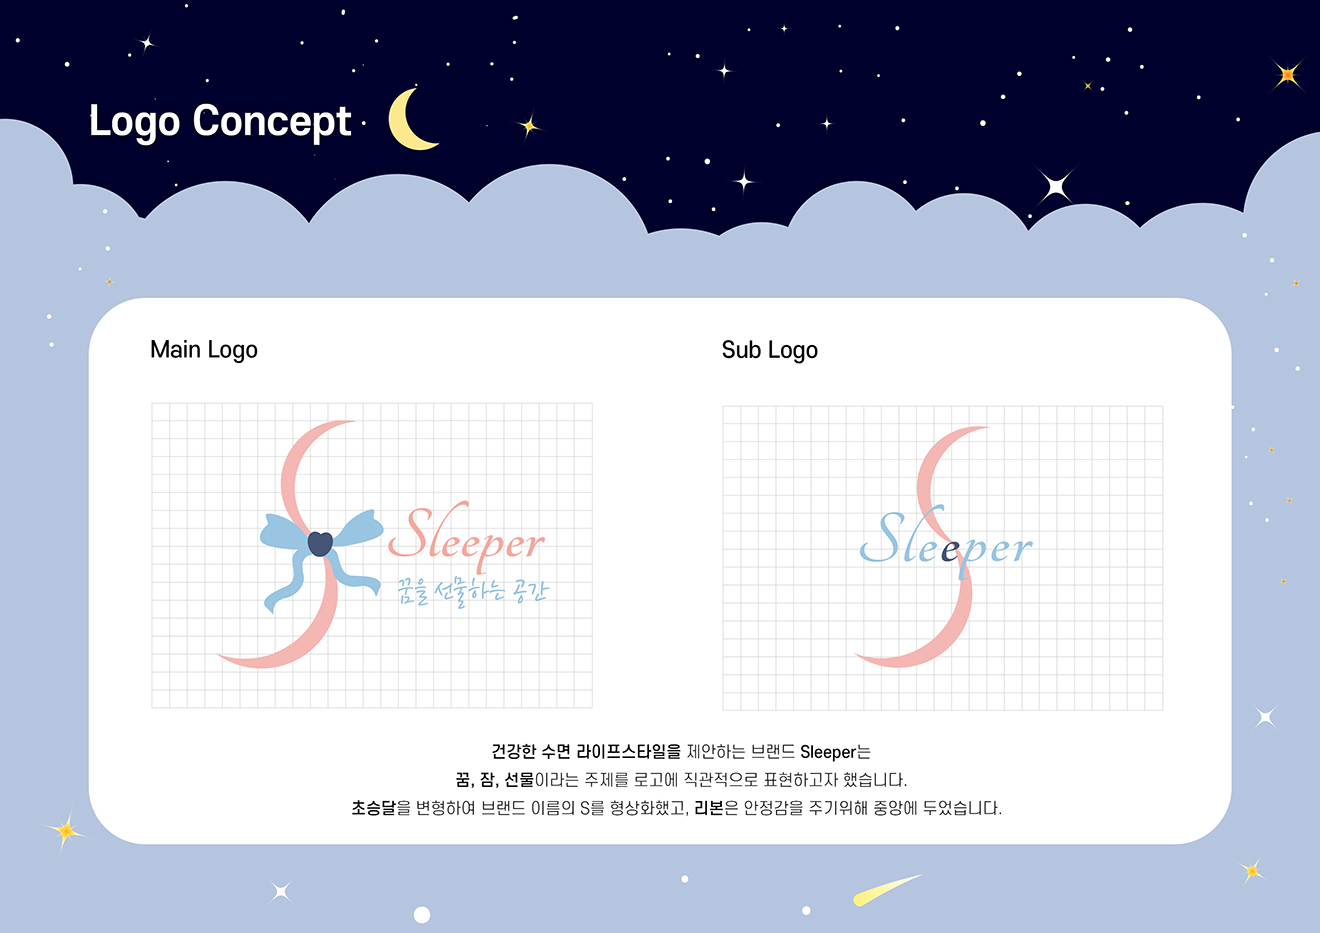 Logo Concept
Main Logo
Sub Logo
Sleeper
꿈을 선물하는 공간
Sleeper
건강한 수면 라이프스타일을 제안하는 브랜드 Sleeper는
꿈, 잠, 선물이라는 주제를 로고에 직관적으로 표현하고자 했습니다.
초승달을 변형하여 브랜드 이름의 S를 형상화했고, 리본은 안정감을 주기위해 중앙에 두었습니다.